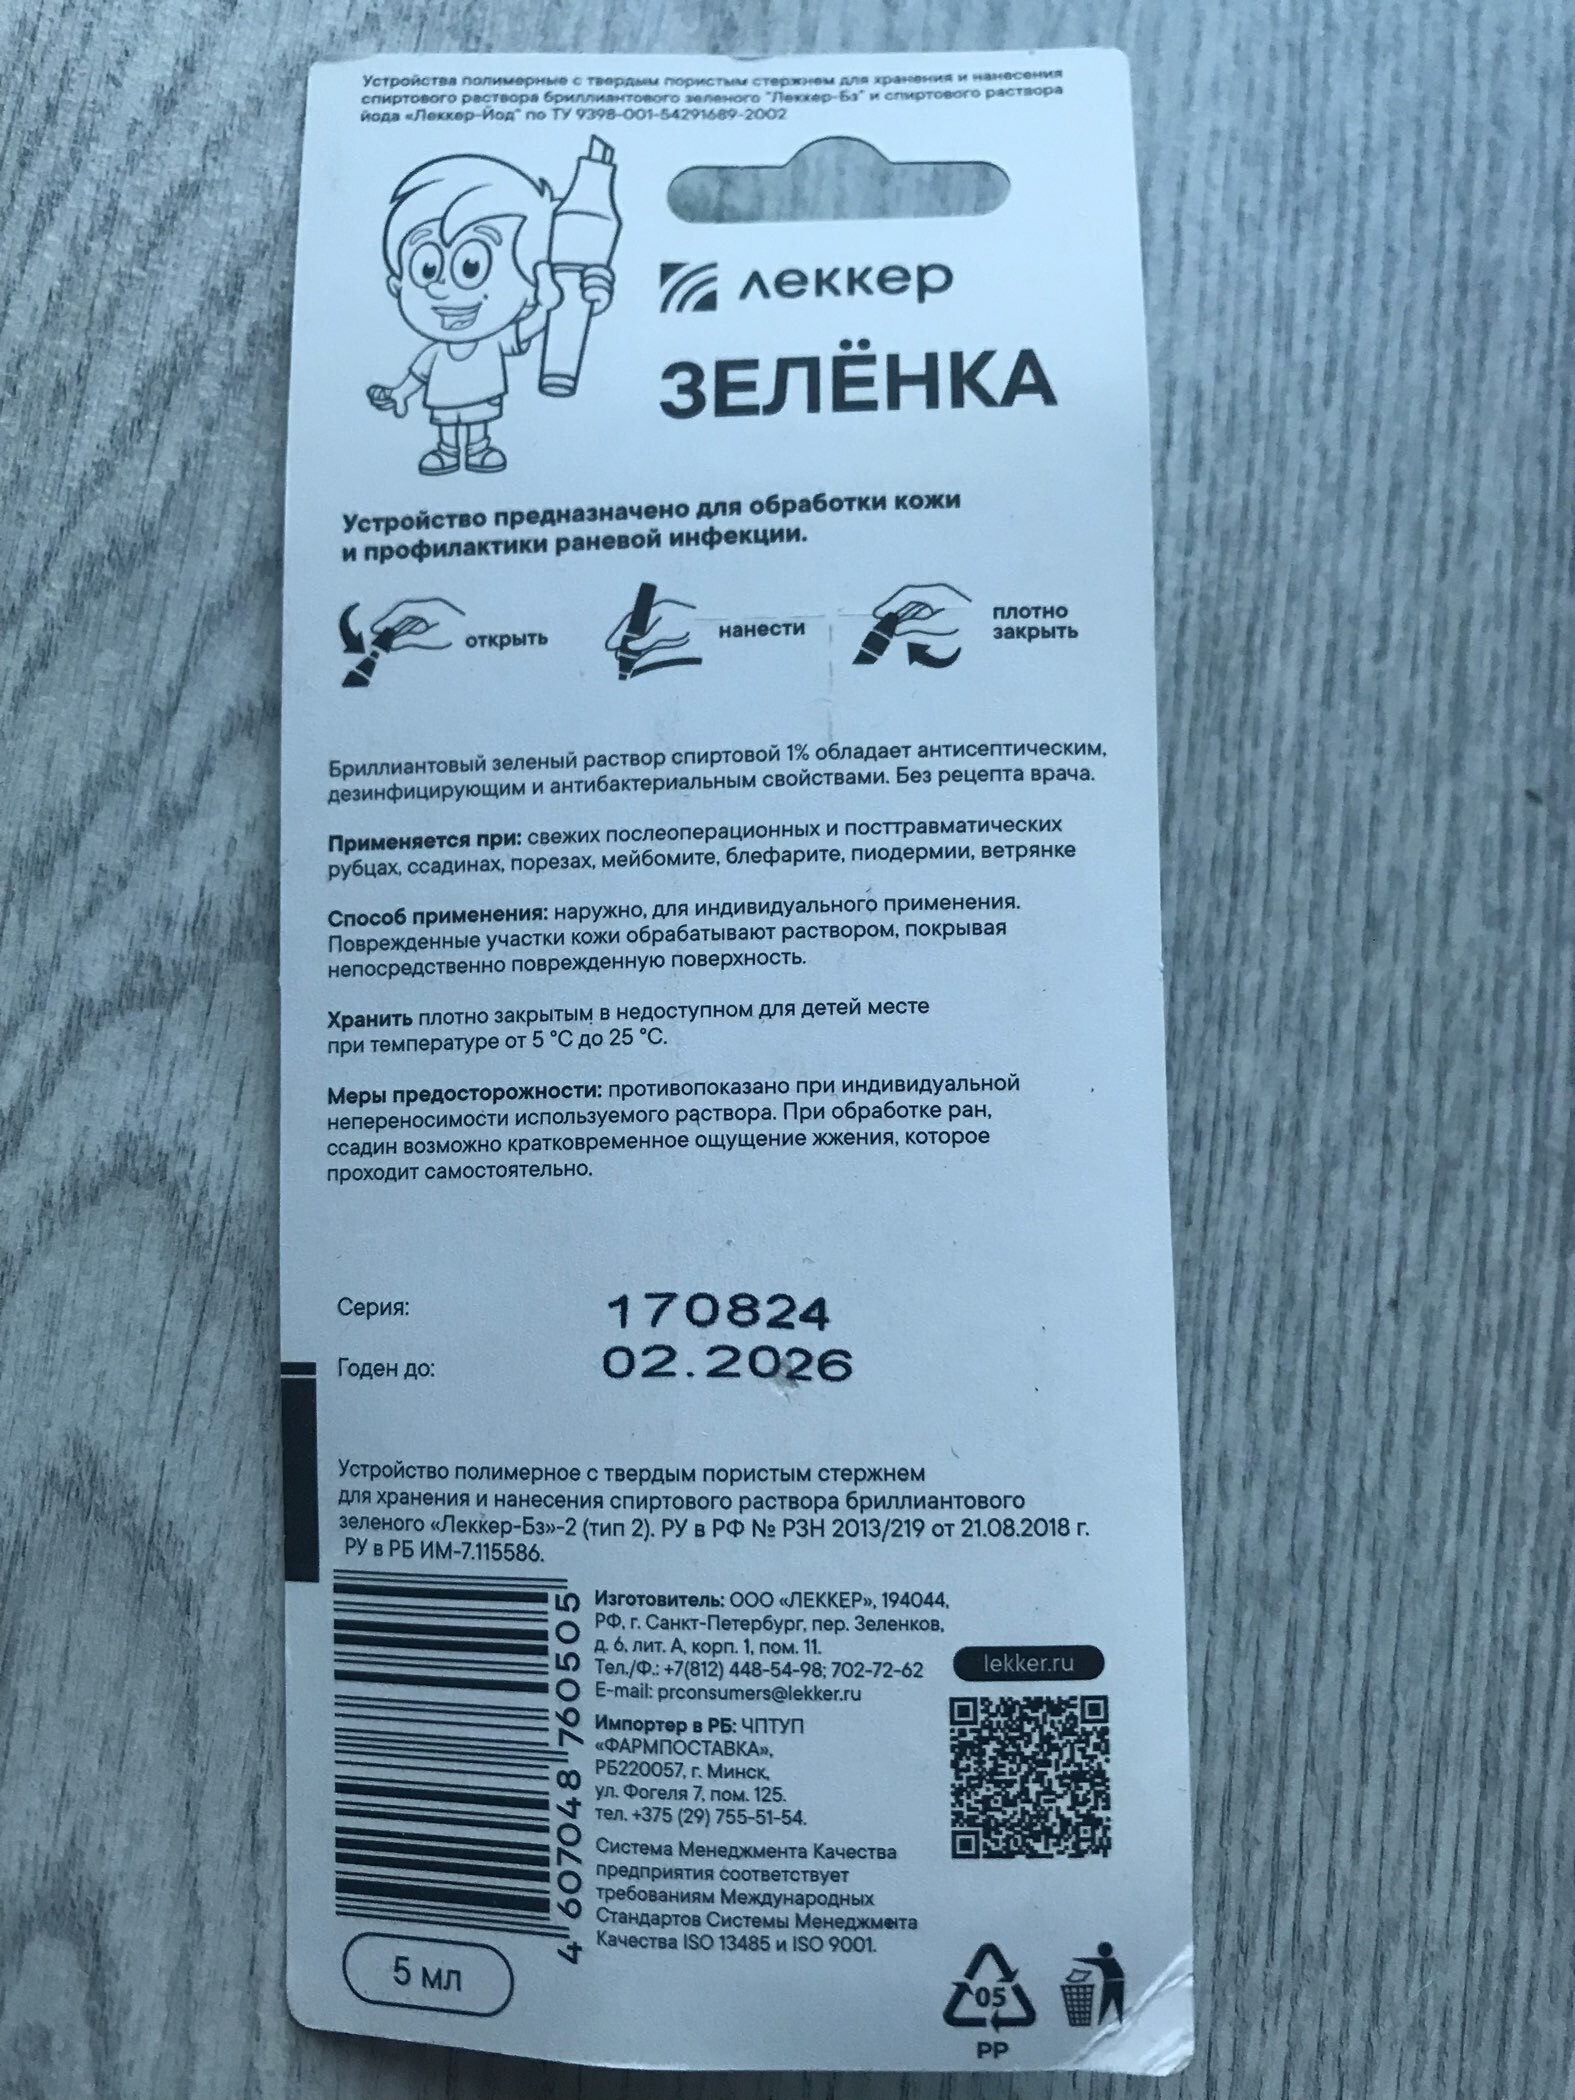 Устройства полимерные с твердым пористым стержнем для хранения и нанесения
спиртового раствора бриллиантового зеленого "Леккер-Бз" и спиртового раствора
йода «Леккер-Йод" по ТУ 9398-001-54291689-2002
леккер
ЗЕЛЁНКА
Устройство предназначено для обработки кожи
и профилактики раневой инфекции.
открыть
нанести
плотно
закрыть
Бриллиантовый зеленый раствор спиртовой 1% обладает антисептическим,
дезинфицирующим и антибактериальным свойствами. Без рецепта врача.
Применяется при: свежих послеоперационных и посттравматических
рубцах, ссадинах, порезах, мейбомите, блефарите, пиодермии, ветрянке
Способ применения: наружно, для индивидуального применения.
Поврежденные участки кожи обрабатывают раствором, покрывая
непосредственно поврежденную поверхность.
Хранить плотно закрытым в недоступном для детей месте
при температуре от 5 °C до 25 °C.
Меры предосторожности: противопоказано при индивидуальной
непереносимости используемого раствора. При обработке ран,
ссадин возможно кратковременное ощущение жжения, которое
проходит самостоятельно.
Серия: 170824
Годен до: 02.2026
Устройство полимерное с твердым пористым стержнем
для хранения и нанесения спиртового раствора бриллиантового
зеленого «Леккер-Бз»-2 (тип 2). РУ в РФ № РЗН 2013/219 от 21.08.2018 г.
РУ в РБ ИМ-7.115586.
4 607048 760505
Изготовитель: ООО «ЛЕККЕР», 194044,
РФ, г. Санкт-Петербург, пер. Зеленков,
д. 6, лит. А, корп. 1, пом. 11.
Тел./Ф.: +7(812) 448-54-98; 702-72-62
E-mail: prconsumers@lekker.ru
Импортер в РБ: ЧПТУП
«ФАРМПОСТАВКА»,
РБ220057, г. Минск,
ул. Фогеля 7, пом. 125.
тел. +375 (29) 755-51-54.
Система Менеджмента Качества
предприятия соответствует
требованиям Международных
Стандартов Системы Менеджмета
Качества ISO 13485 и ISO 9001.
lekker.ru
5 мл
05
PP